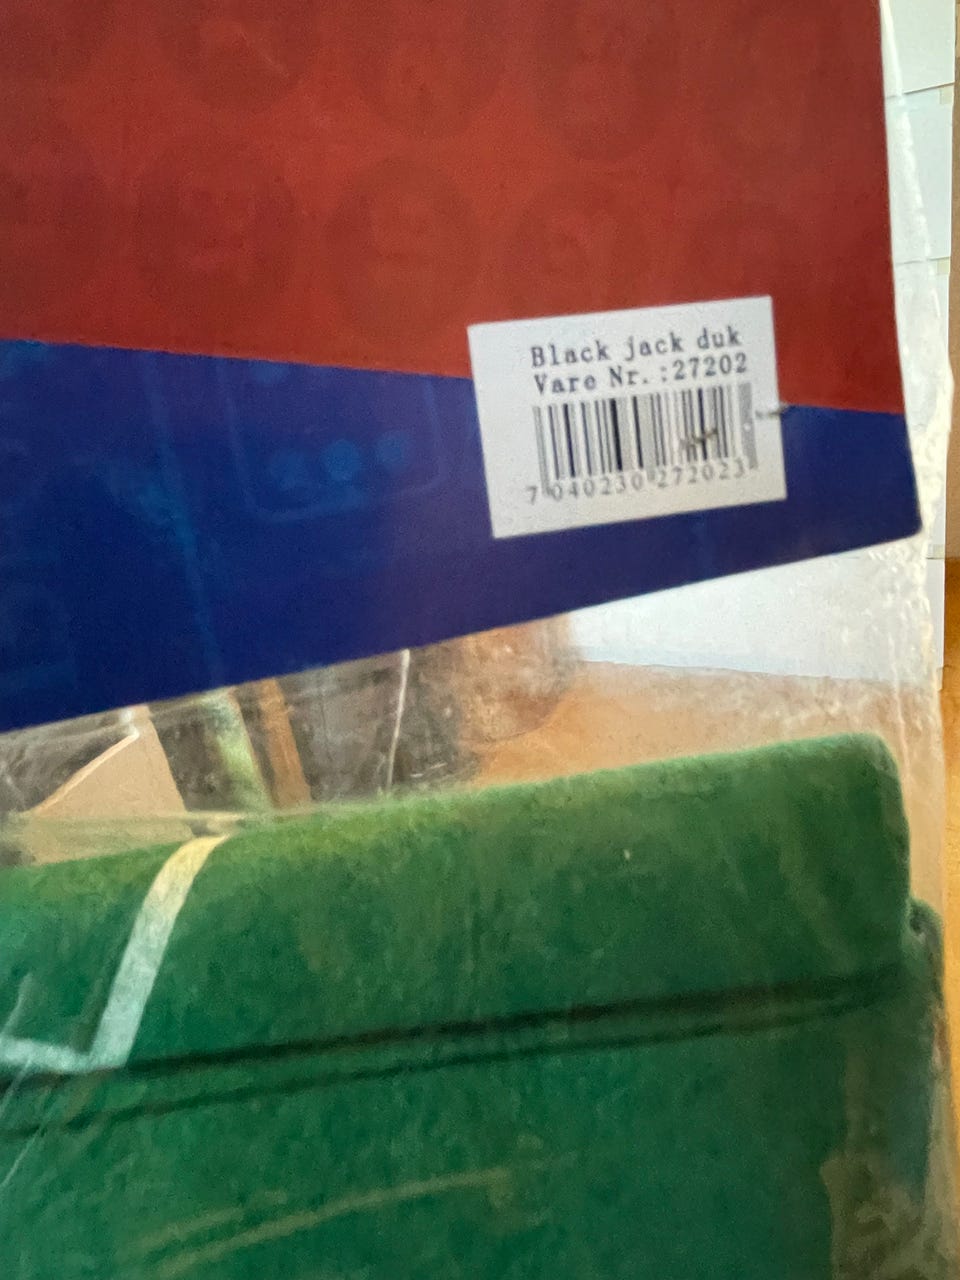 Black jack duk
Vare Nr. :27202
7 040230 272023